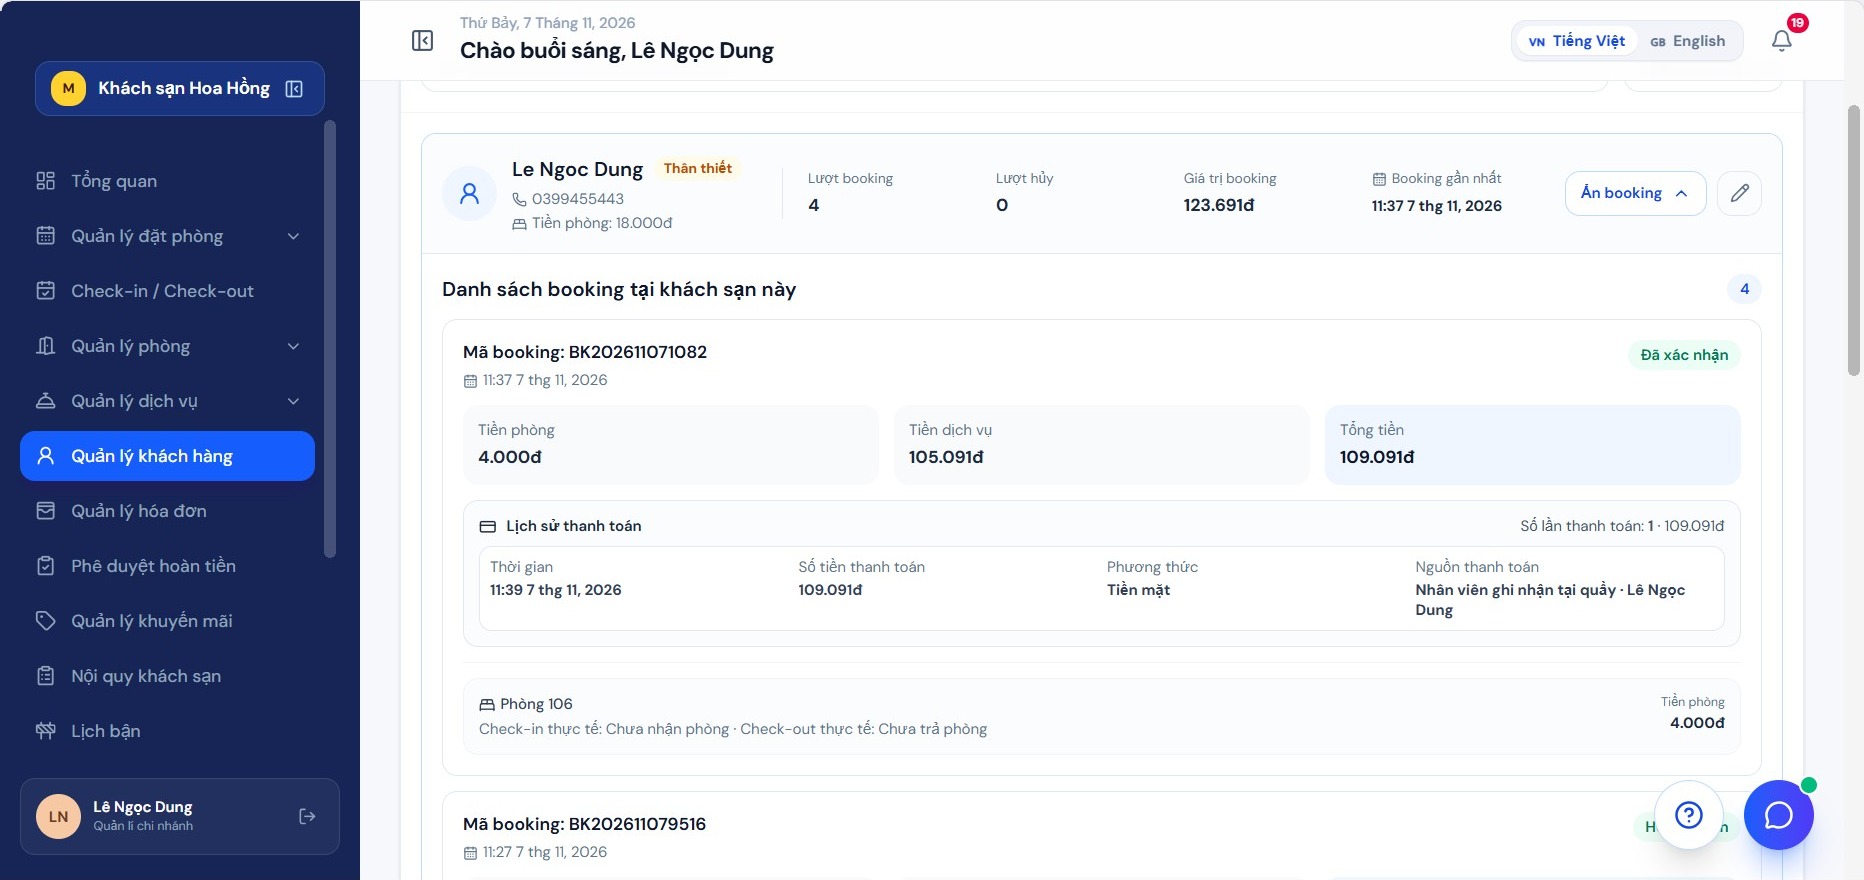 M Khách sạn Hoa Hồng
Tổng quan
Quản lý đặt phòng
Check-in / Check-out
Quản lý phòng
Quản lý dịch vụ
Quản lý khách hàng
Quản lý hóa đơn
Phê duyệt hoàn tiền
Quản lý khuyến mãi
Nội quy khách sạn
Lịch bận
LN
Lê Ngọc Dung
Quản lí chi nhánh
Thứ Bảy, 7 Tháng 11, 2026
Chào buổi sáng, Lê Ngọc Dung
VN Tiếng Việt
GB English
19
Le Ngoc Dung Thân thiết
0399455443
Tiền phòng: 18.000đ
Lượt booking
4
Lượt hủy
0
Giá trị booking
123.691đ
Booking gần nhất
11:37 7 thg 11, 2026
Ẩn booking
Danh sách booking tại khách sạn này
4
Mã booking: BK202611071082
11:37 7 thg 11, 2026
Đã xác nhận
Tiền phòng
4.000đ
Tiền dịch vụ
105.091đ
Tổng tiền
109.091đ
Lịch sử thanh toán
Số lần thanh toán: 1 · 109.091đ
Thời gian
11:39 7 thg 11, 2026
Số tiền thanh toán
109.091đ
Phương thức
Tiền mặt
Nguồn thanh toán
Nhân viên ghi nhận tại quầy · Lê Ngọc
Dung
Phòng 106
Check-in thực tế: Chưa nhận phòng · Check-out thực tế: Chưa trả phòng
Tiền phòng
4.000đ
Mã booking: BK202611079516
11:27 7 thg 11, 2026